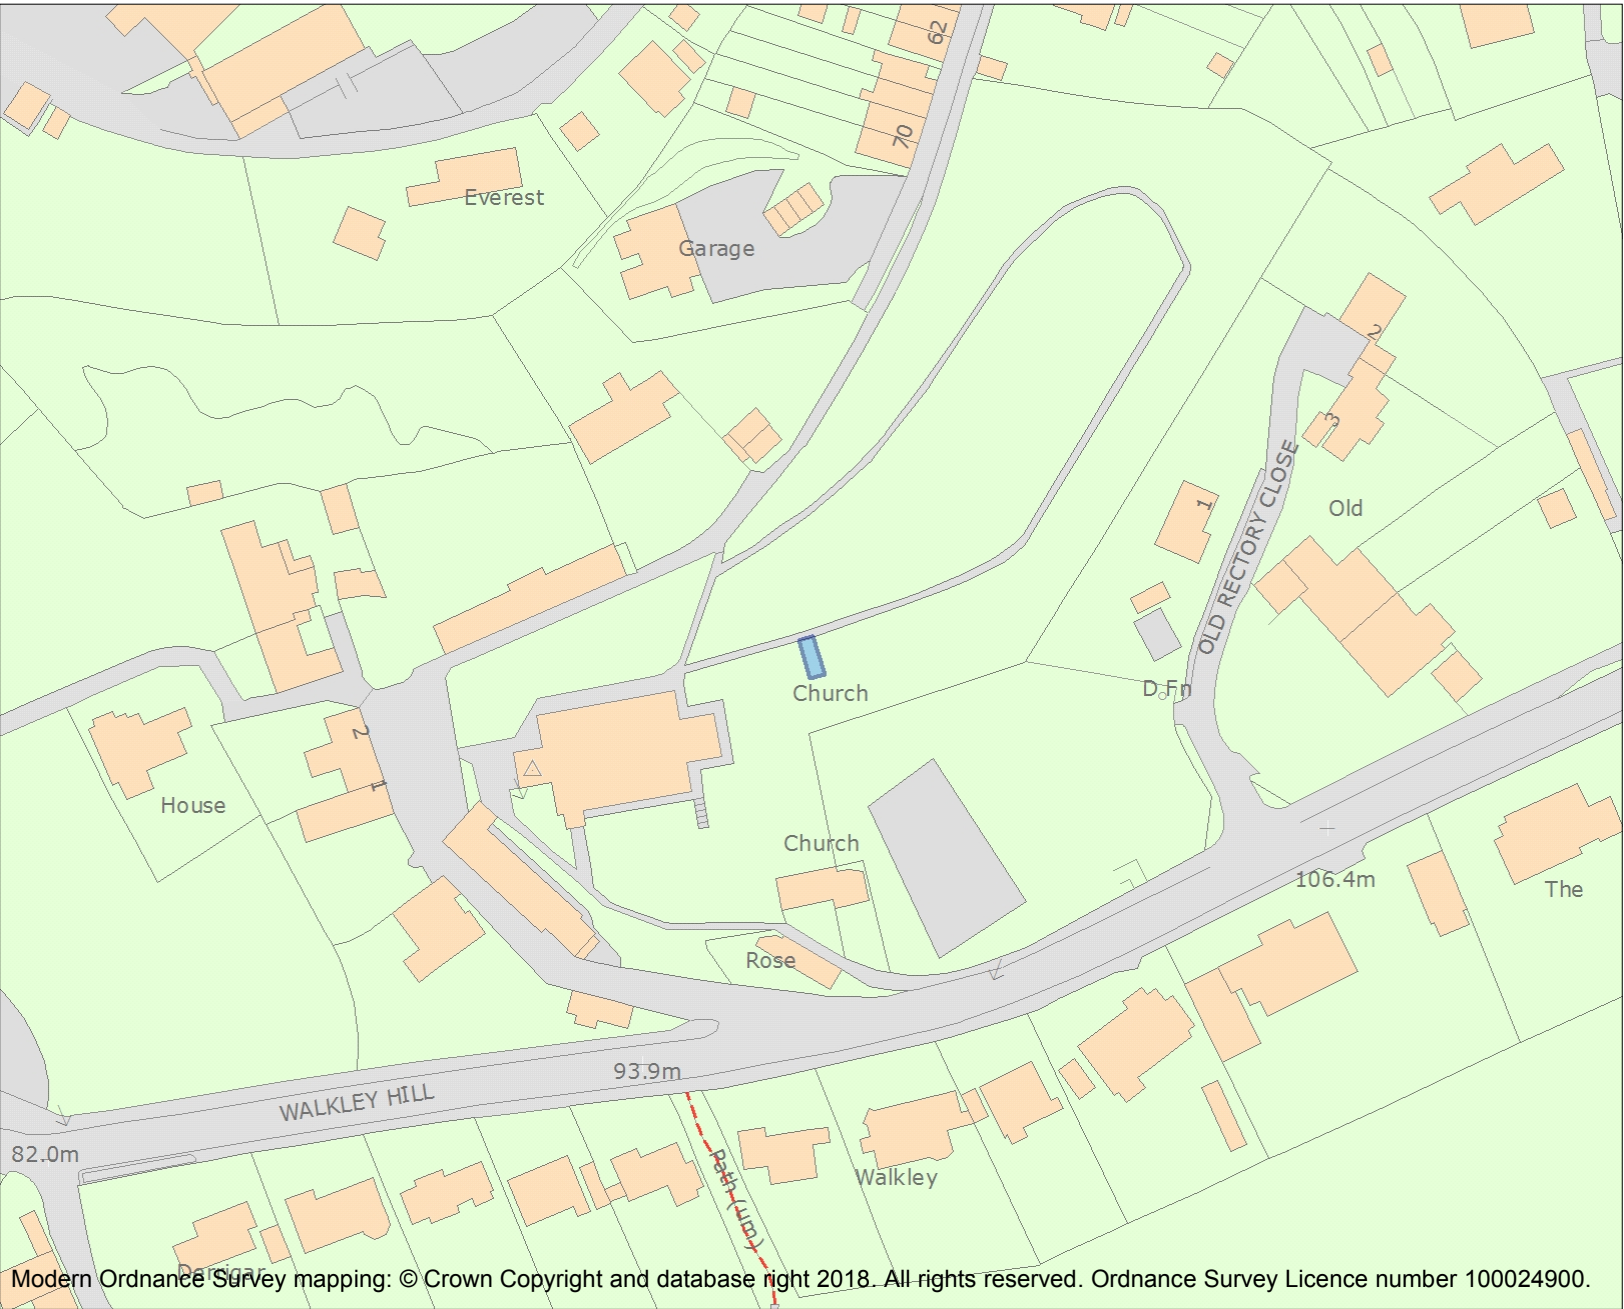 62
70
Everest
Garage
2
3
OLD RECTORY CLOSE
1
Old
Church
D Fn
2
1
House
Church
106.4m
The
Rose
93.9m
WALKLEY HILL
82.0m
Path (um)
Walkley
Derrigar
Modern Ordnance Survey mapping: © Crown Copyright and database right 2018. All rights reserved. Ordnance Survey Licence number 100024900.